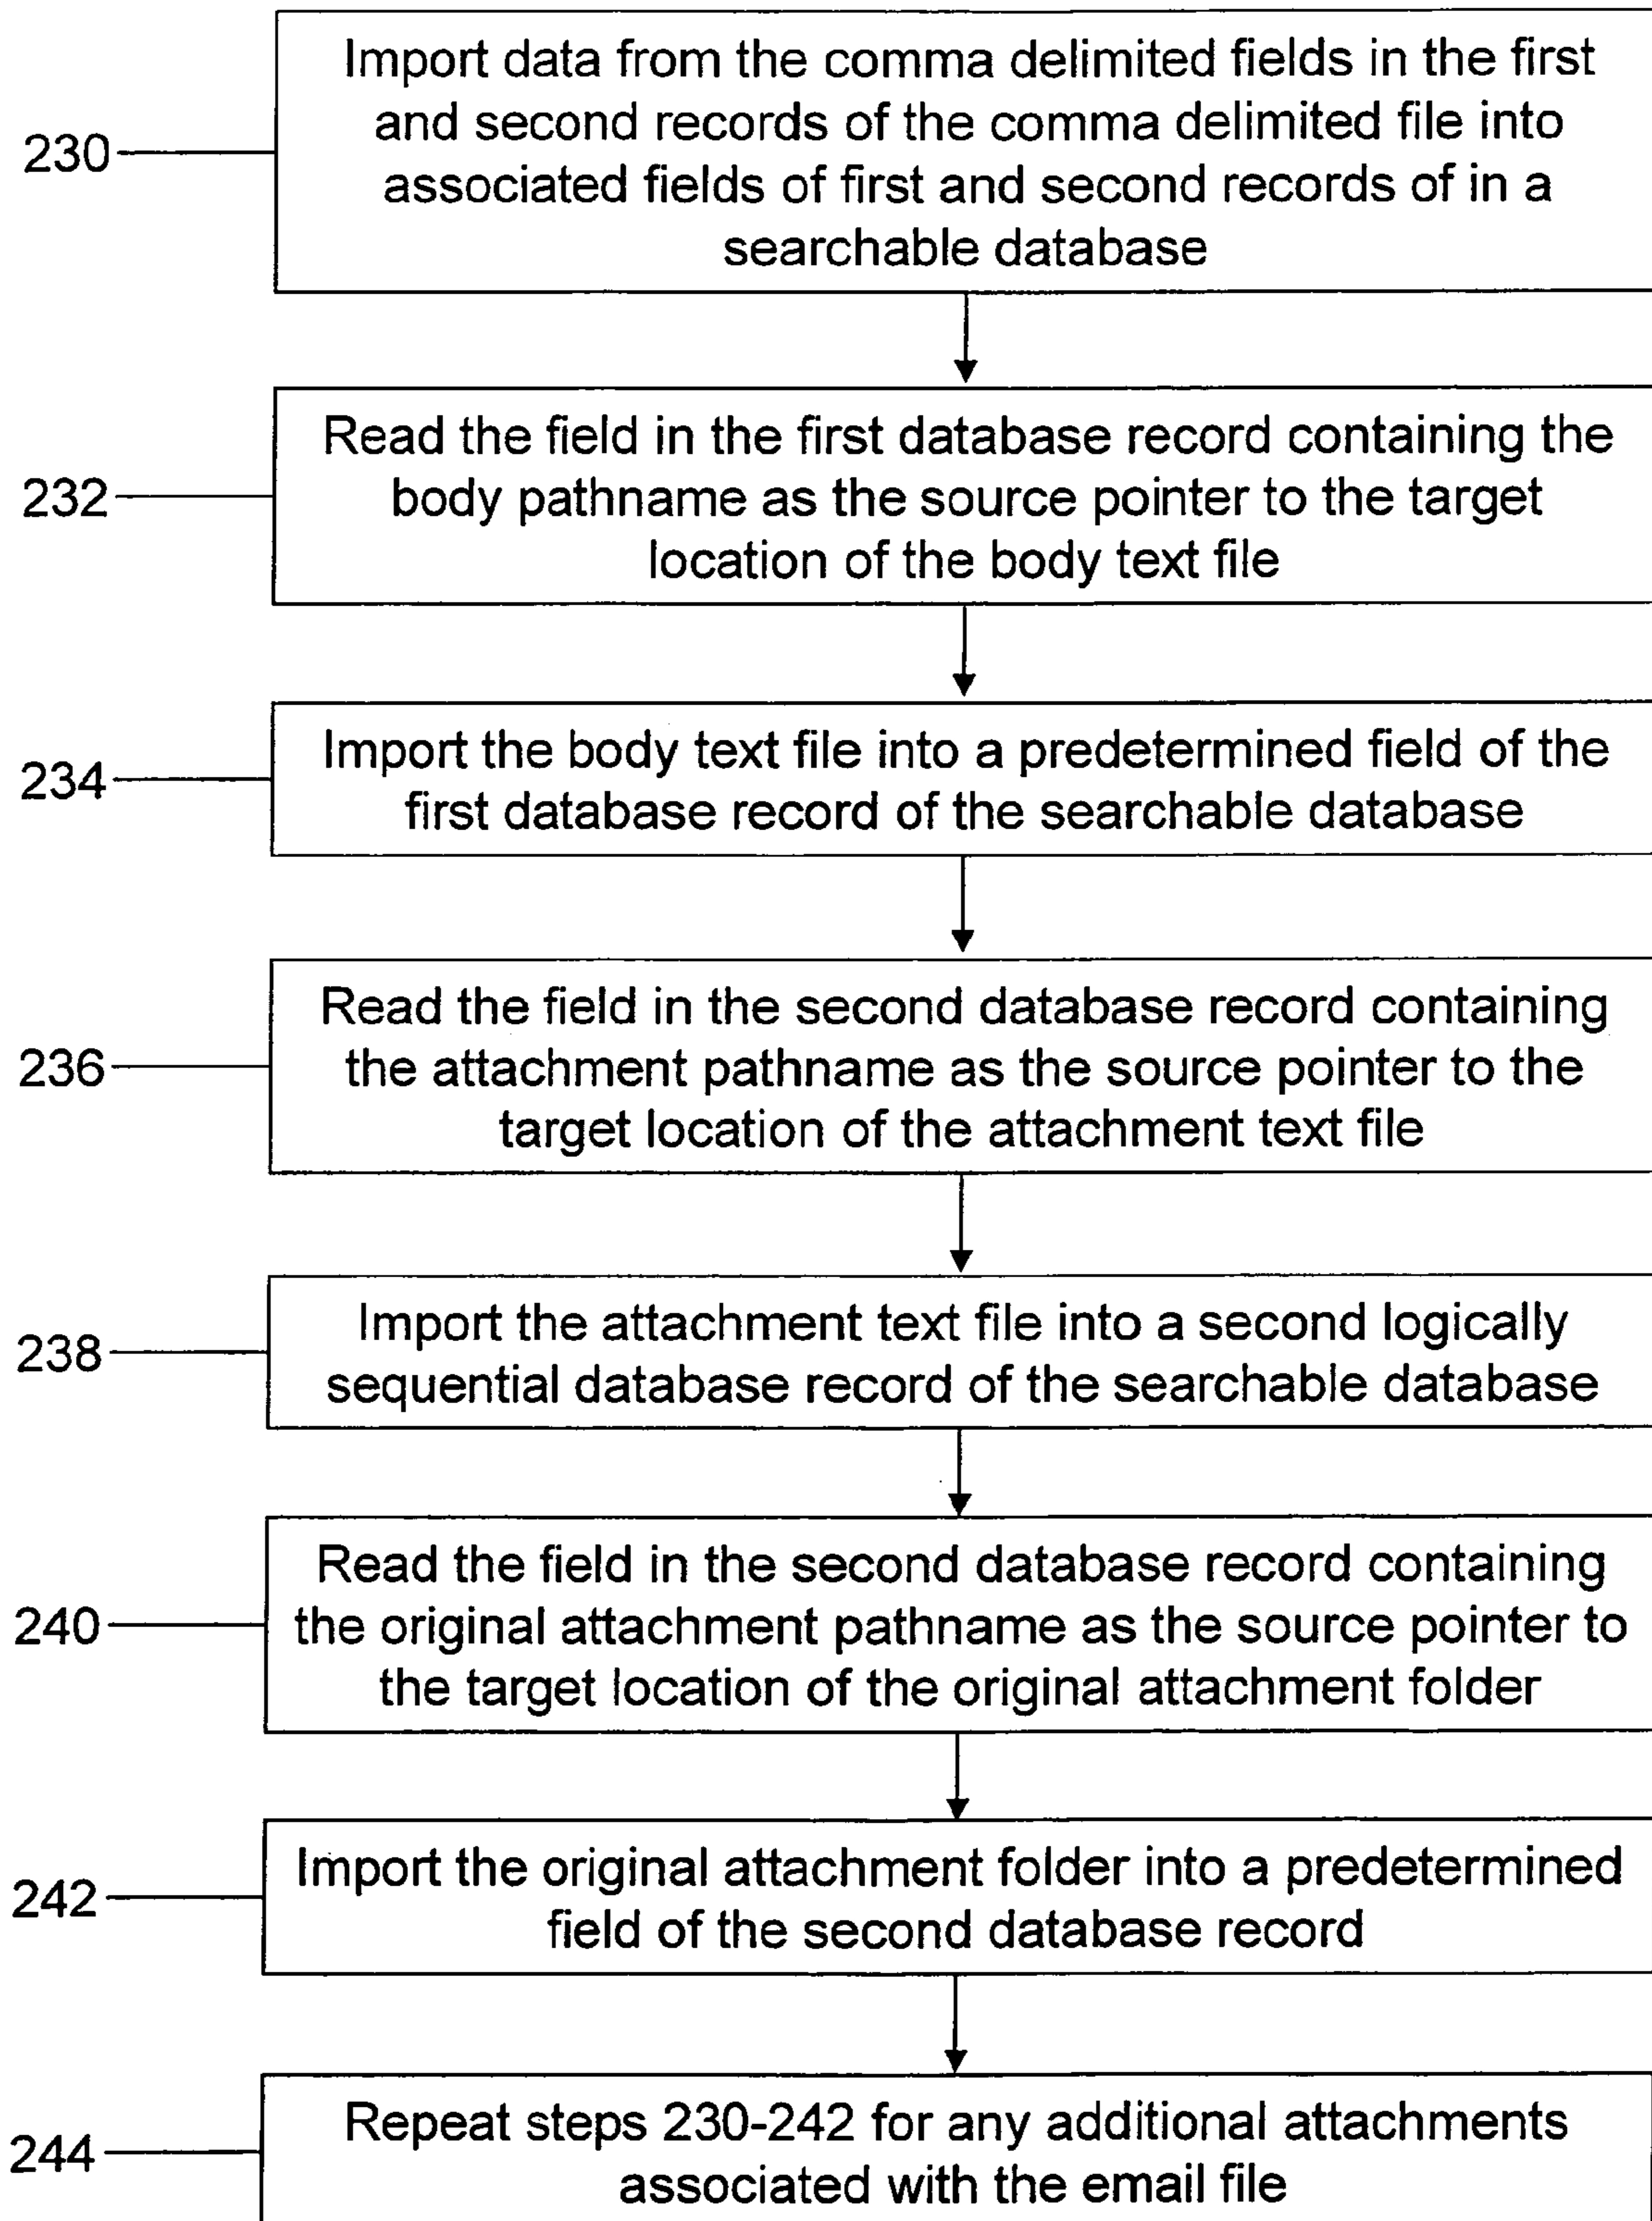 230
Import data from the comma delimited fields in the first
and second records of the comma delimited file into
associated fields of first and second records of in a
searchable database
232
Read the field in the first database record containing the
body pathname as the source pointer to the target
location of the body text file
234
Import the body text file into a predetermined field of the
first database record of the searchable database
236
Read the field in the second database record containing
the attachment pathname as the source pointer to the
target location of the attachment text file
238
Import the attachment text file into a second logically
sequential database record of the searchable database
240
Read the field in the second database record containing
the original attachment pathname as the source pointer to
the target location of the original attachment folder
242
Import the original attachment folder into a predetermined
field of the second database record
244
Repeat steps 230-242 for any additional attachments
associated with the email file